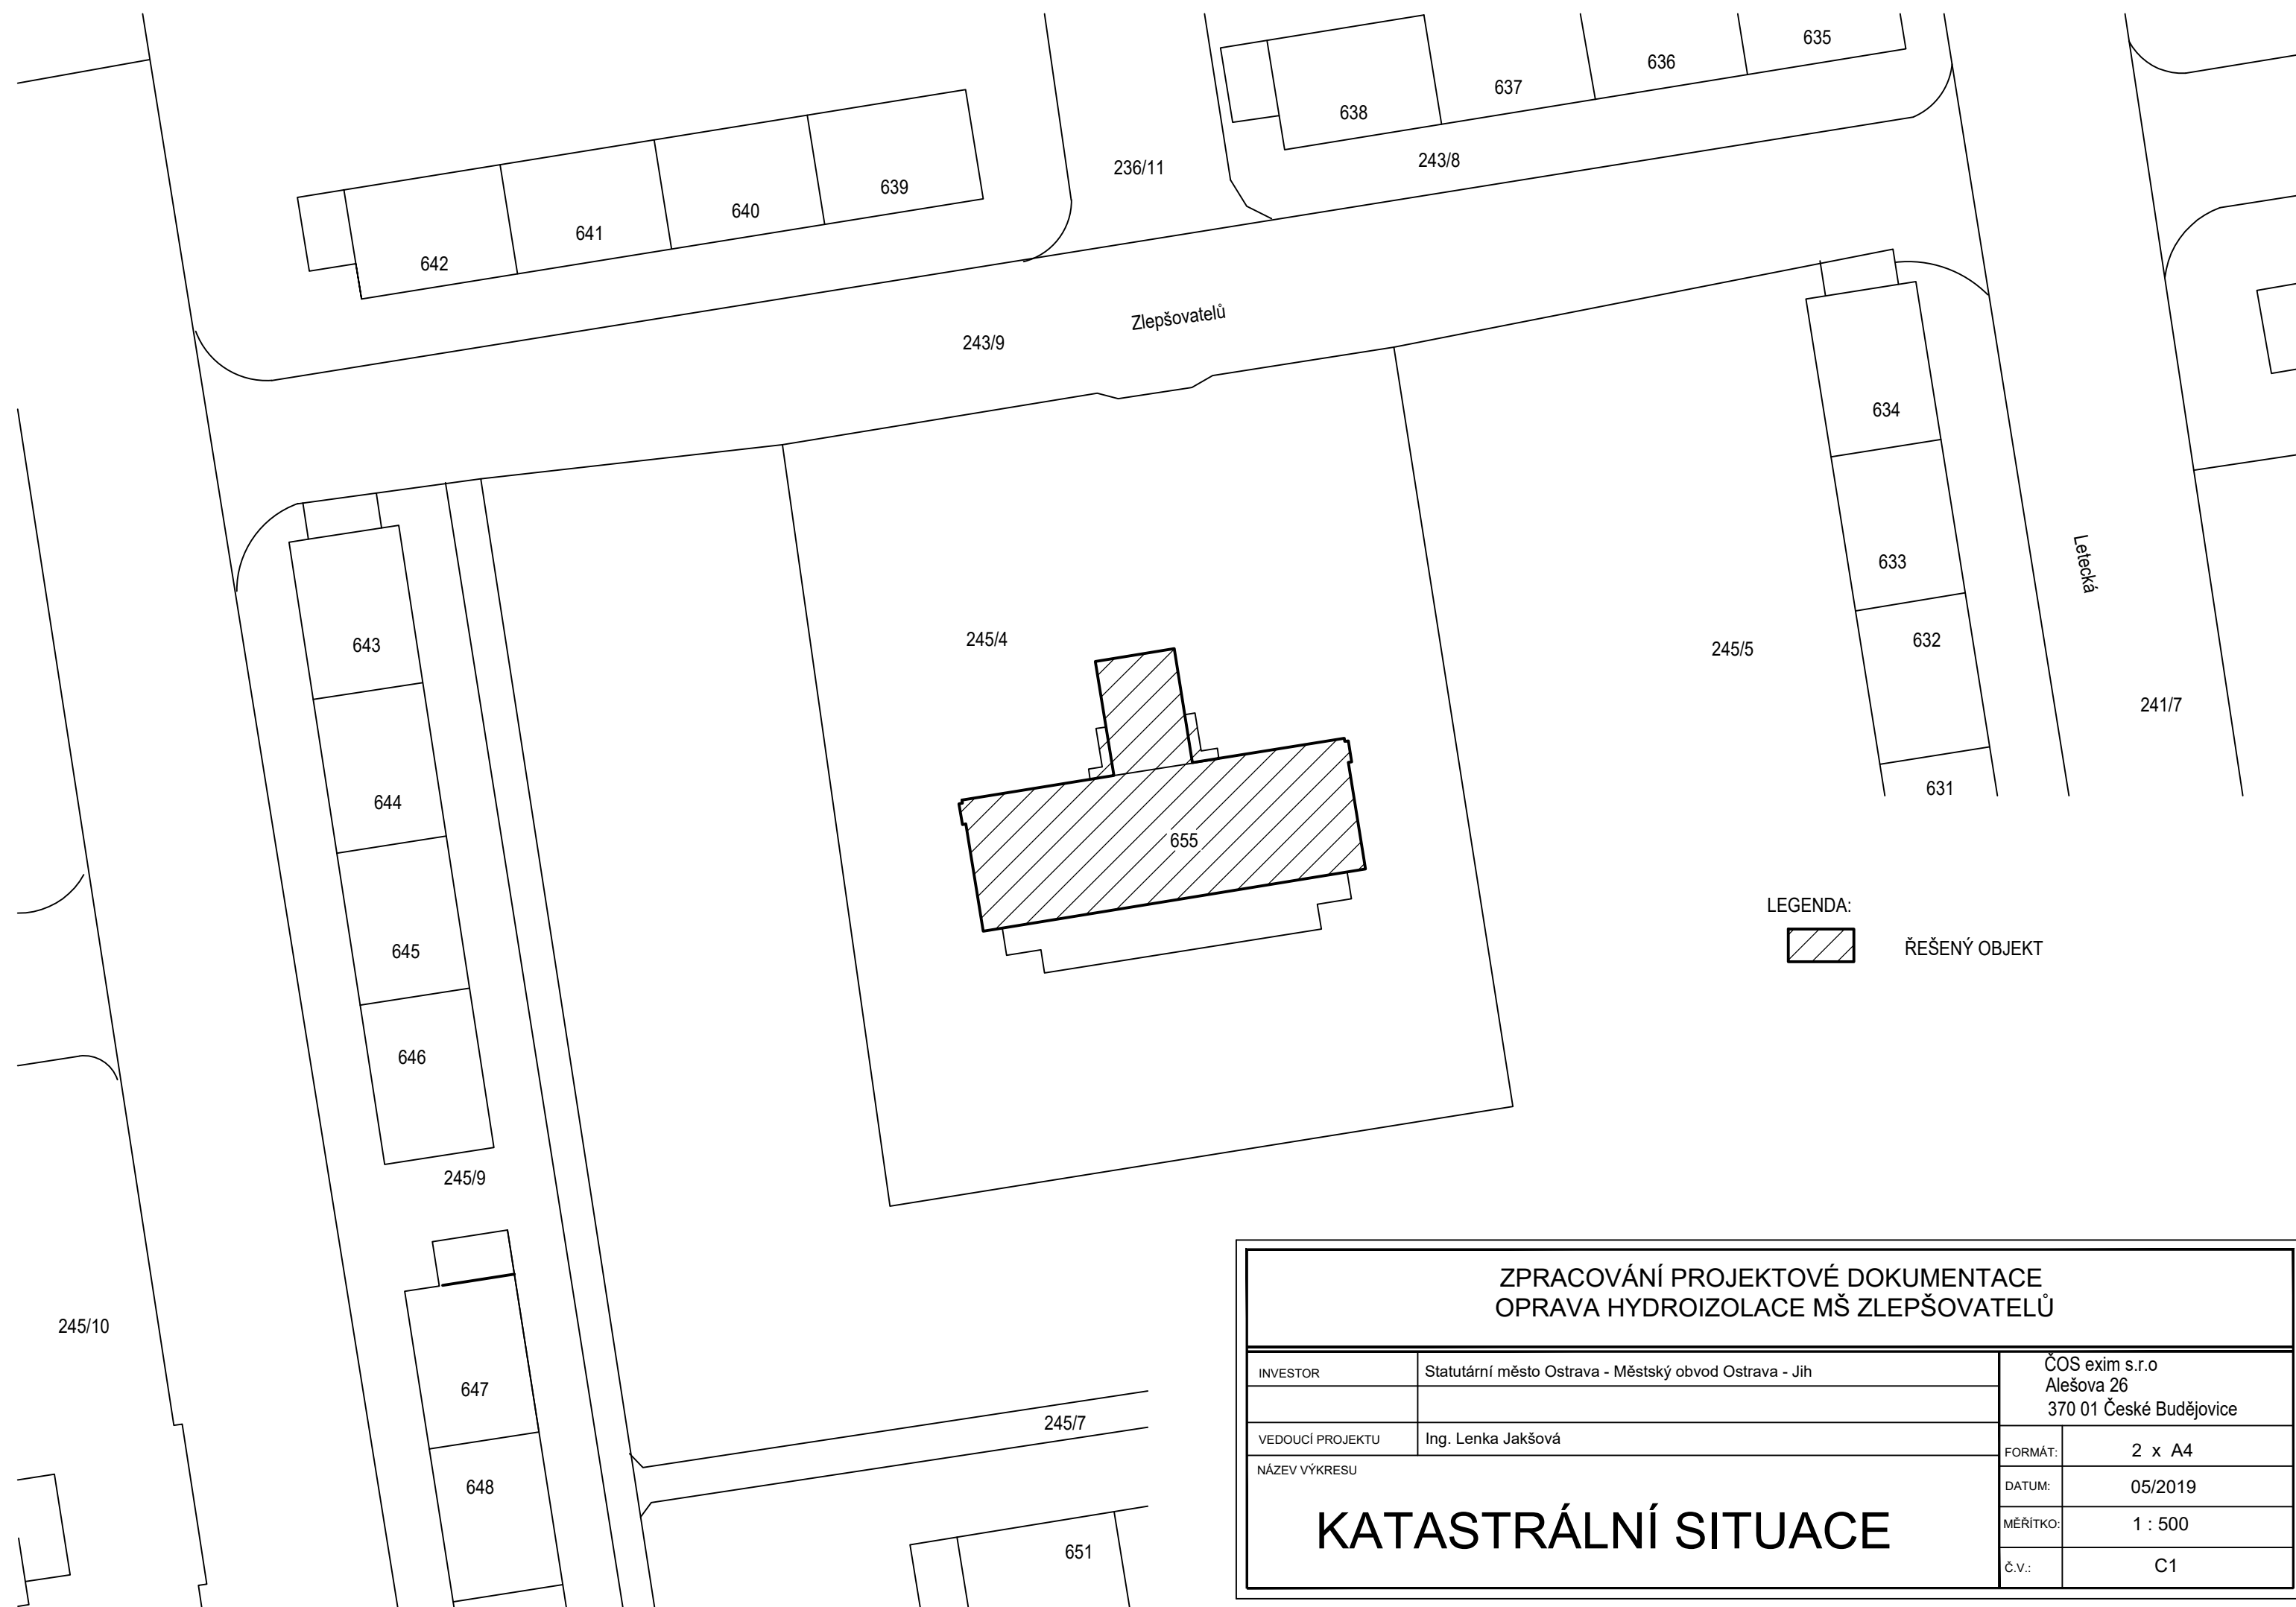 635
636
637
638
243/8
236/11
639
640
641
642
Zlepšovatelů
243/9
634
633
632
631
Letecká
241/7
245/5
245/4
655
643
644
645
646
245/9
647
648
245/10
245/7
651
LEGENDA:
ŘEŠENÝ OBJEKT
ZPRACOVÁNÍ PROJEKTOVÉ DOKUMENTACE
OPRAVA HYDROIZOLACE MŠ ZLEPŠOVATELŮ
INVESTOR Statutární město Ostrava - Městský obvod Ostrava - Jih
VEDOUCÍ PROJEKTU Ing. Lenka Jakšová
NÁZEV VÝKRESU
KATASTRÁLNÍ SITUACE
ČOS exim s.r.o
Alešova 26
370 01 České Budějovice
FORMÁT: 2 x A4
DATUM: 05/2019
MĚŘÍTKO: 1 : 500
Č.V.: C1